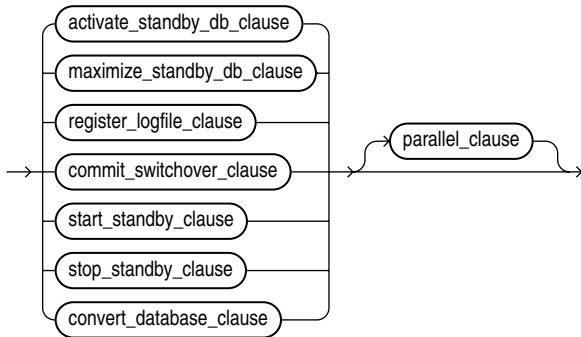 activate_standby_db_clause
maximize_standby_db_clause
register_logfile_clause
parallel_clause
commit_switchover_clause
start_standby_clause
stop_standby_clause
convert_database_clause